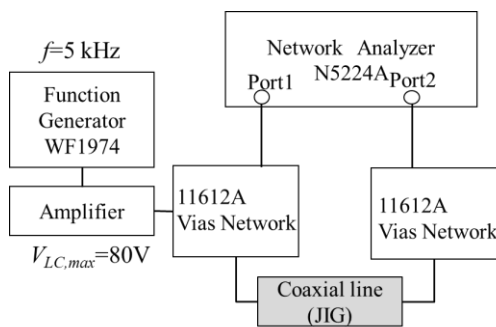 f=5 kHz
Function
Generator
WF1974
Amplifier
V_LC,max=80V
Network Analyzer
N5224A
Port1
Port2
11612A
Vias Network
11612A
Vias Network
Coaxial line
(JIG)